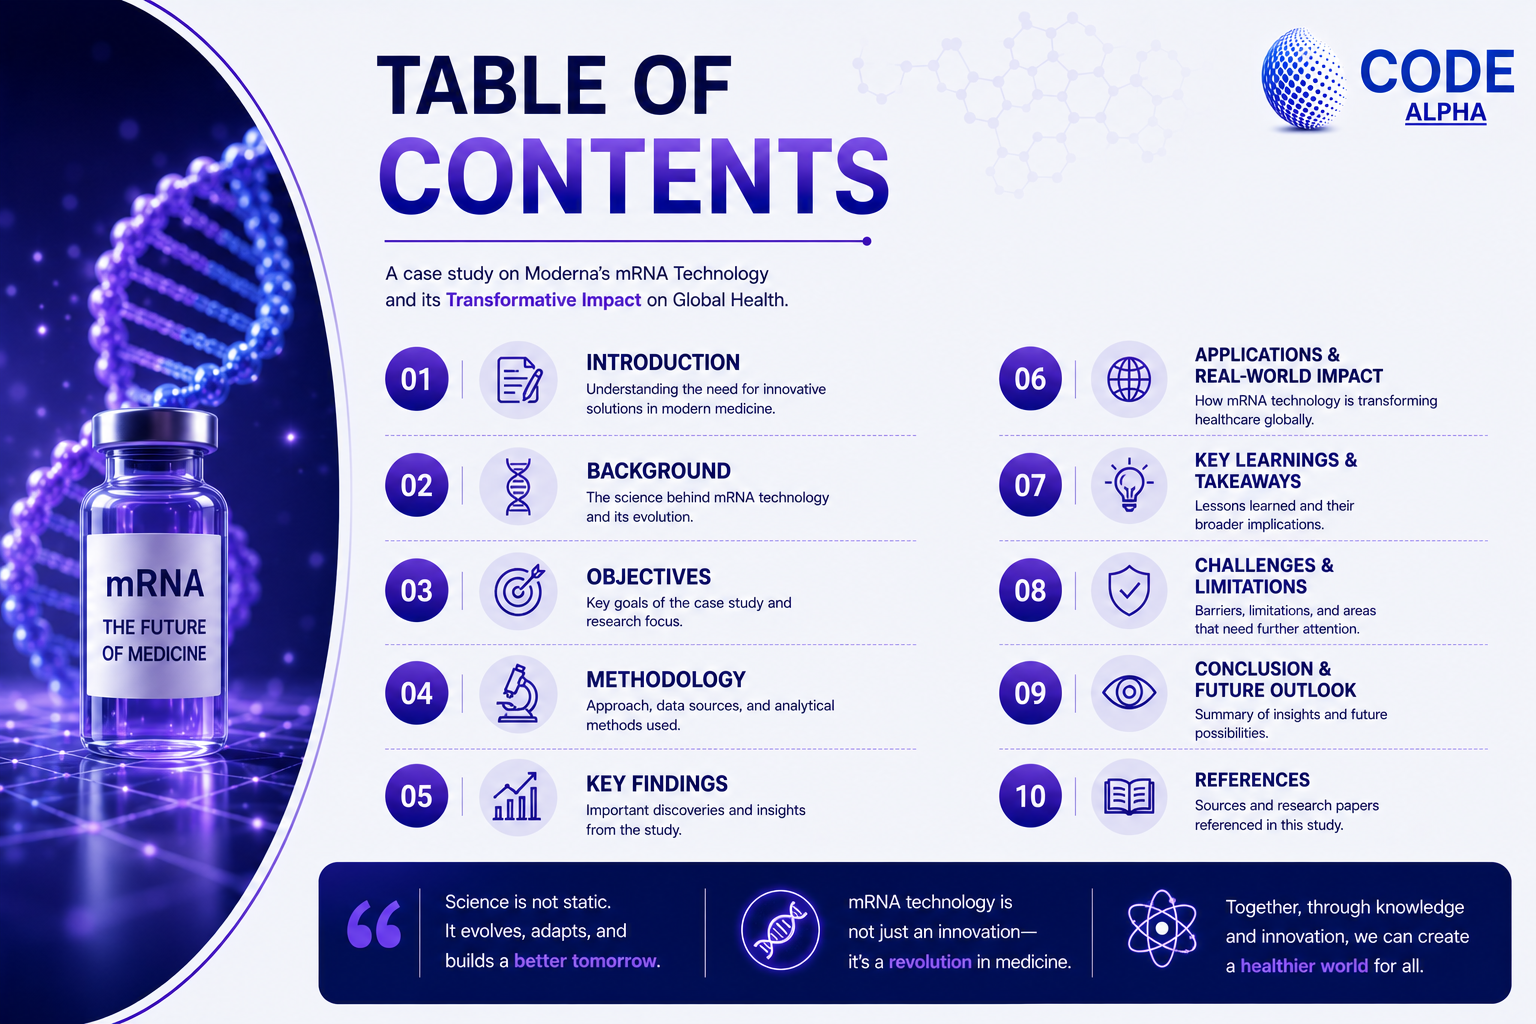 TABLE OF
CONTENTS
A case study on Moderna's mRNA Technology
and its Transformative Impact on Global Health.
CODE
ALPHA
mRNA
THE FUTURE
OF MEDICINE
01
INTRODUCTION
Understanding the need for innovative
solutions in modern medicine.
02
BACKGROUND
The science behind mRNA technology
and its evolution.
03
OBJECTIVES
Key goals of the case study and
research focus.
04
METHODOLOGY
Approach, data sources, and analytical
methods used.
05
KEY FINDINGS
Important discoveries and insights
from the study.
06
APPLICATIONS &
REAL-WORLD IMPACT
How mRNA technology is transforming
healthcare globally.
07
KEY LEARNINGS &
TAKEAWAYS
Lessons learned and their
broader implications.
08
CHALLENGES &
LIMITATIONS
Barriers, limitations, and areas
that need further attention.
09
CONCLUSION &
FUTURE OUTLOOK
Summary of insights and future
possibilities.
10
REFERENCES
Sources and research papers
referenced in this study.
“
Science is not static.
It evolves, adapts, and
builds a better tomorrow.
mRNA technology is
not just an innovation—
it's a revolution in medicine.
Together, through knowledge
and innovation, we can create
a healthier world for all.